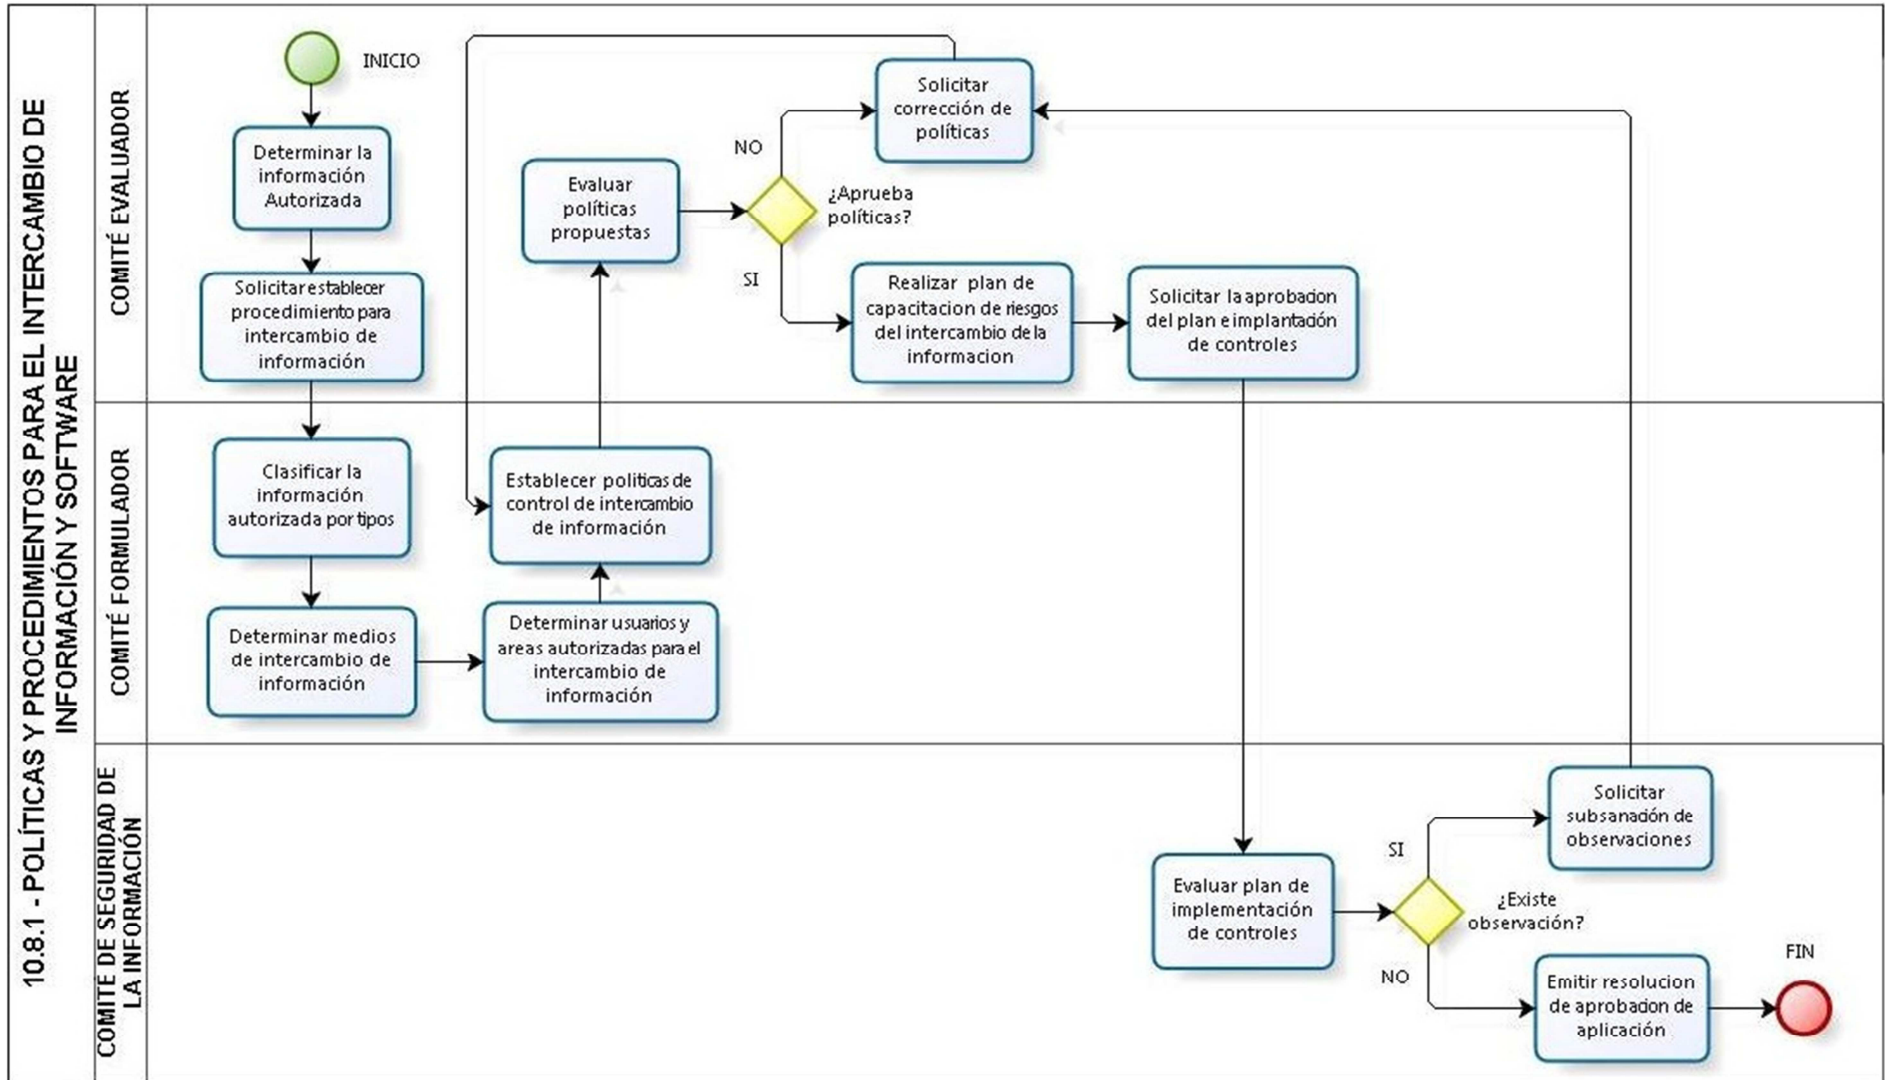 10.8.1 - POLÍTICAS Y PROCEDIMIENTOS PARA EL INTERCAMBIO DE
INFORMACIÓN Y SOFTWARE
COMITÉ EVALUADOR
INICIO
Determinar la
información
Autorizada
Solicitar establecer
procedimiento para
intercambio de
información
Evaluar
políticas
propuestas
NO
SI
¿Aprueba
políticas?
Solicitar
corrección de
políticas
Realizar plan de
capacitacion de riesgos
del intercambio de la
informacion
Solicitar la aprobacion
del plan e implantación
de controles
COMITÉ FORMULADOR
Clasificar la
información
autorizada por tipos
Determinar medios
de intercambio de
información
Establecer politicas de
control de intercambio
de información
Determinar usuarios y
areas autorizadas para el
intercambio de
información
COMITE DE SEGURIDAD DE
LA INFORMACIÓN
Evaluar plan de
implementación
de controles
SI
NO
¿Existe
observación?
Solicitar
subsanación de
observaciones
Emitir resolucion
de aprobacion de
aplicación
FIN